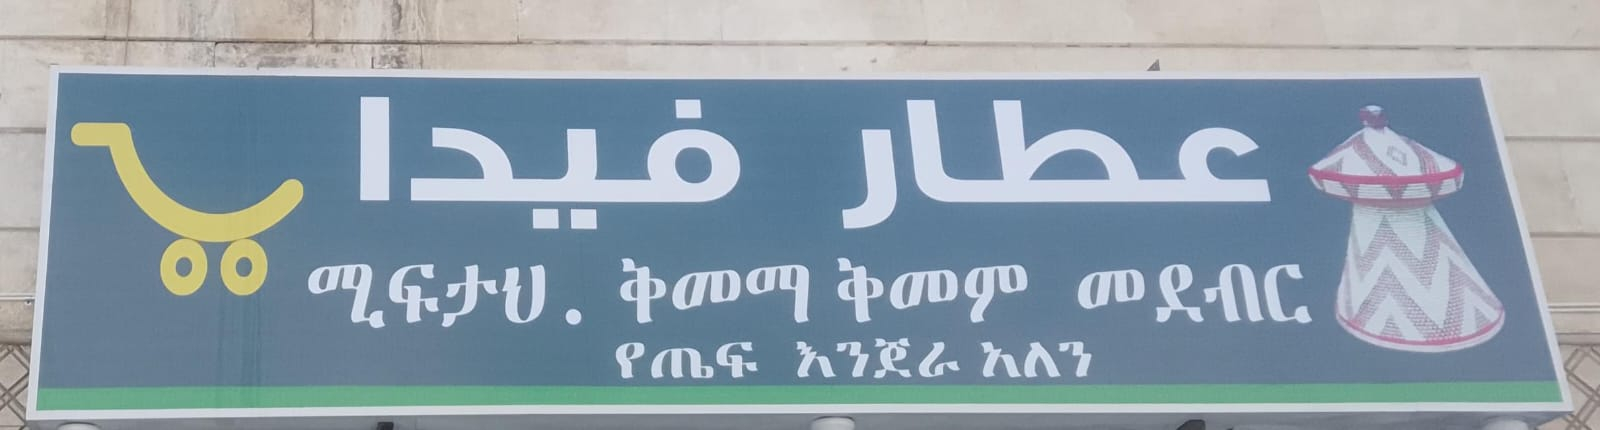 عطار فيدا
ሚፍታህ. ቅመማ ቅመም መደብር
የጤፍ እንጀራ አለን